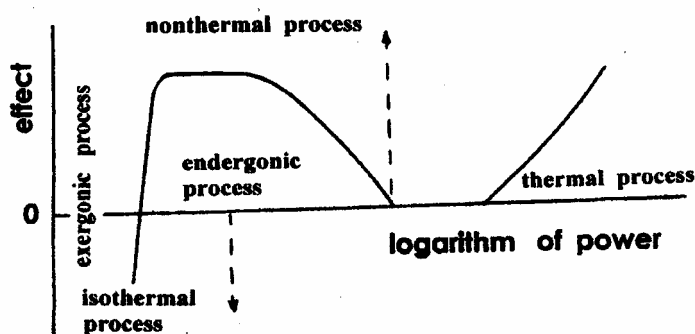 nonthermal process
effect
exergonic process
endergonic
process
thermal process
0
logarithm of power
isothermal
process